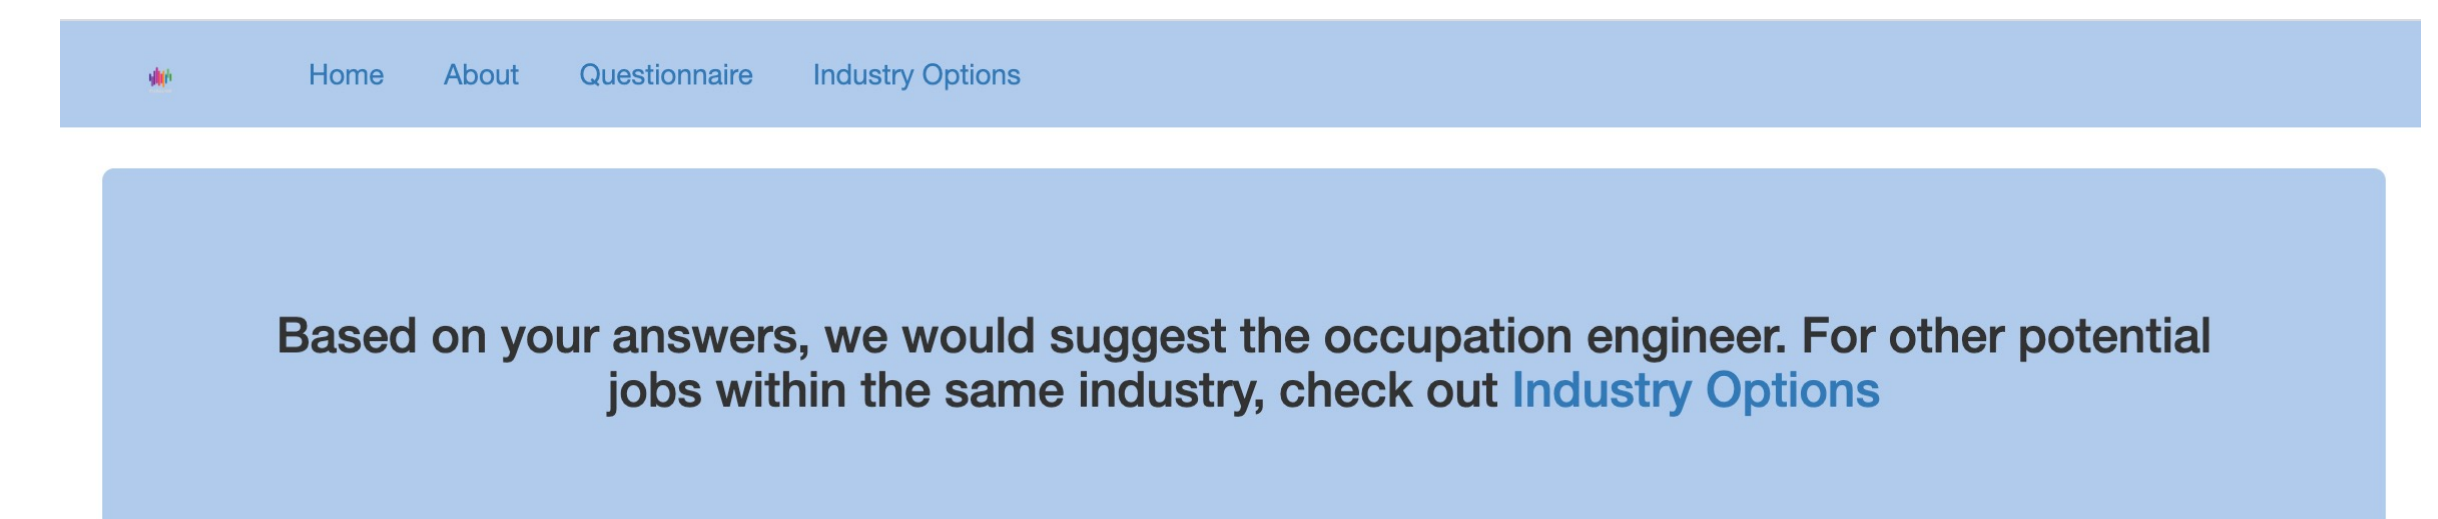 Home About Questionnaire Industry Options
Based on your answers, we would suggest the occupation engineer. For other potential
jobs within the same industry, check out Industry Options